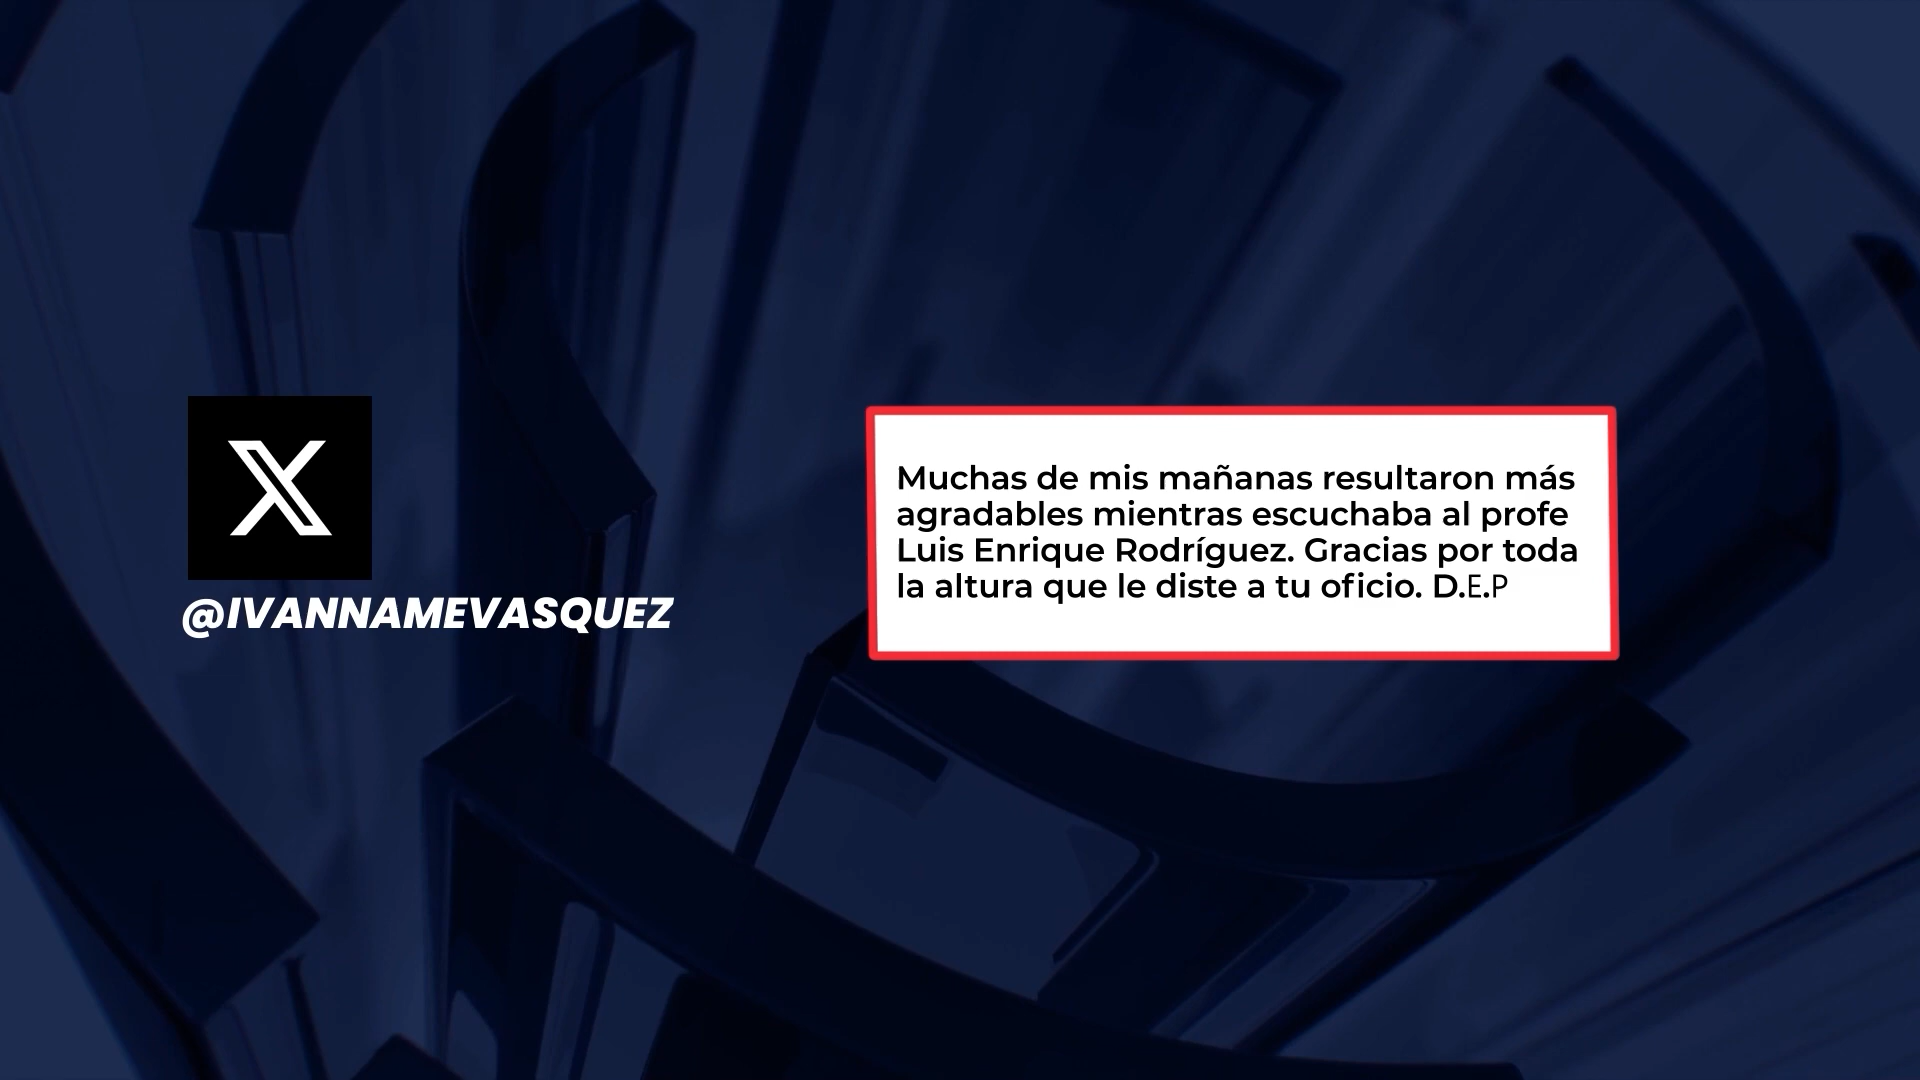 @IVANNAMEVASQUEZ
Muchas de mis mañanas resultaron más
agradables mientras escuchaba al profe
Luis Enrique Rodríguez. Gracias por toda
la altura que le diste a tu oficio. D.E.P